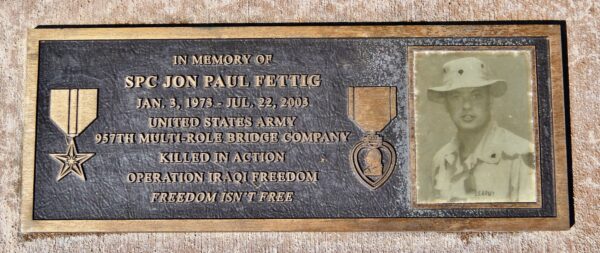 IN MEMORY OF
SPC JON PAUL FETTIG
JAN. 3, 1973 - JUL. 22, 2003
UNITED STATES ARMY
957TH MULTI-ROLE BRIDGE COMPANY
KILLED IN ACTION
OPERATION IRAQI FREEDOM
FREEDOM ISN'T FREE